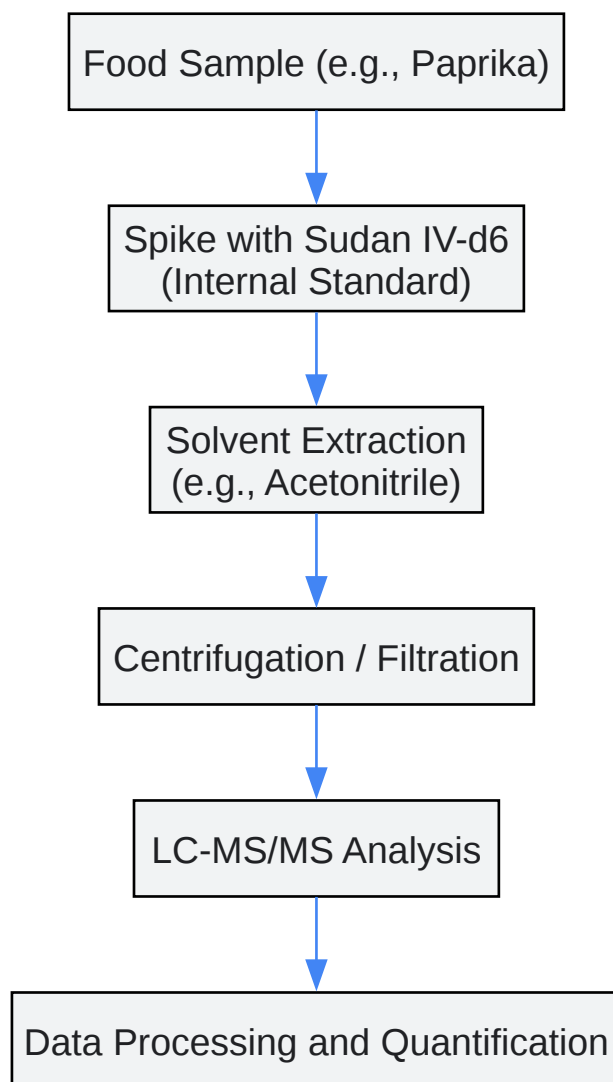 Food Sample (e.g., Paprika)
Spike with Sudan IV-d6
(Internal Standard)
Solvent Extraction
(e.g., Acetonitrile)
Centrifugation / Filtration
LC-MS/MS Analysis
Data Processing and Quantification